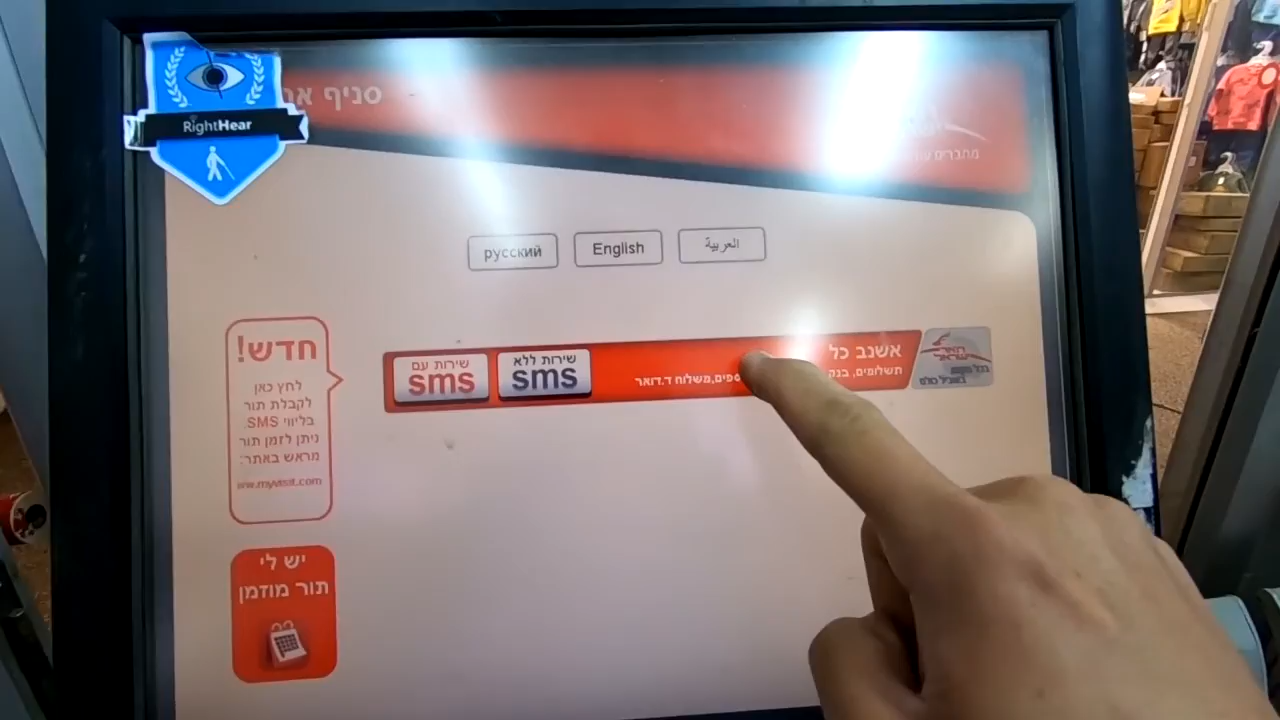 RightHear
סניף
מחברים
русский
English
العربية
חדש!
לחץ כאן
לקבלת תור
בליווי SMS.
ניתן לזמן תור
מראש באתר:
www.myvisit.com
שירות עם
sms
שירות ללא
sms
אשנב כל
תשלומים, בנק
משלוח ד.דואר
יש לי
תור מוזמן